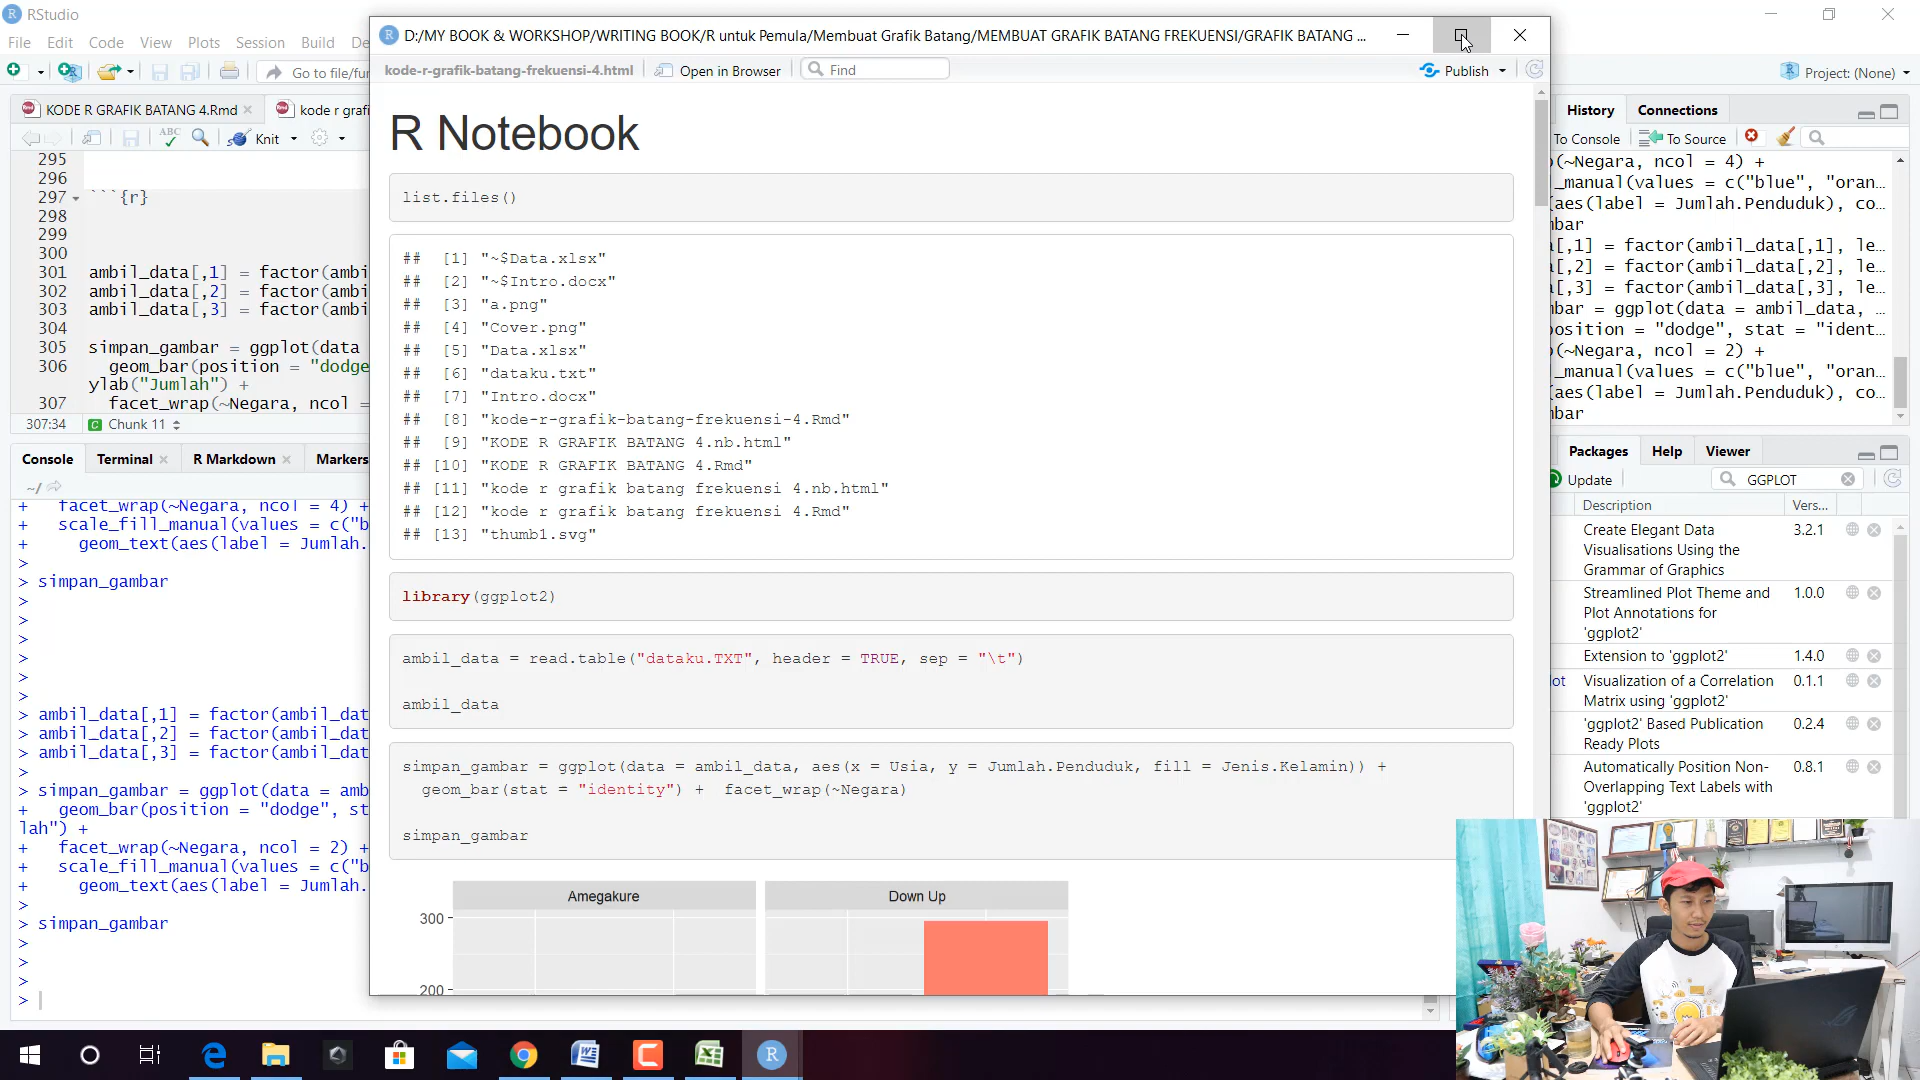 RStudio
File Edit Code View Plots Session Build De
Go to file/fun
Project: (None)
KODE R GRAFIK BATANG 4.Rmd
kode r grafi
Knit
295
296
297 ```{r}
298
299
300
301 ambil_data[,1] = factor(ambi
302 ambil_data[,2] = factor(ambi
303 ambil_data[,3] = factor(ambi
304
305 simpan_gambar = ggplot(data
306 geom_bar(position = "dodge
ylab("Jumlah") +
307 facet_wrap(~Negara, ncol =
307:34 Chunk 11
Console Terminal R Markdown Markers
~/
+ facet_wrap(~Negara, ncol = 4) +
+ scale_fill_manual(values = c("b
+ geom_text(aes(label = Jumlah.
>
> simpan_gambar
>
>
>
>
>
>
> ambil_data[,1] = factor(ambil_dat
> ambil_data[,2] = factor(ambil_dat
> ambil_data[,3] = factor(ambil_dat
>
> simpan_gambar = ggplot(data = amb
+ geom_bar(position = "dodge", st
lah") +
+ facet_wrap(~Negara, ncol = 2) +
+ scale_fill_manual(values = c("b
+ geom_text(aes(label = Jumlah.
>
> simpan_gambar
>
>
>
D:/MY BOOK & WORKSHOP/WRITING BOOK/R untuk Pemula/Membuat Grafik Batang/MEMBUAT GRAFIK BATANG FREKUENSI/GRAFIK BATANG ...
kode-r-grafik-batang-frekuensi-4.html Open in Browser Find Publish
R Notebook
list.files()
## [1] "~$Data.xlsx"
## [2] "~$Intro.docx"
## [3] "a.png"
## [4] "Cover.png"
## [5] "Data.xlsx"
## [6] "dataku.txt"
## [7] "Intro.docx"
## [8] "kode-r-grafik-batang-frekuensi-4.Rmd"
## [9] "KODE R GRAFIK BATANG 4.nb.html"
## [10] "KODE R GRAFIK BATANG 4.Rmd"
## [11] "kode r grafik batang frekuensi 4.nb.html"
## [12] "kode r grafik batang frekuensi 4.Rmd"
## [13] "thumb1.svg"
library(ggplot2)
ambil_data = read.table("dataku.TXT", header = TRUE, sep = "\t")
ambil_data
simpan_gambar = ggplot(data = ambil_data, aes(x = Usia, y = Jumlah.Penduduk, fill = Jenis.Kelamin)) +
geom_bar(stat = "identity") + facet_wrap(~Negara)
simpan_gambar
Amegakure Down Up
300
200
History Connections
To Console To Source
(~Negara, ncol = 4) +
_manual(values = c("blue", "oran...
(aes(label = Jumlah.Penduduk), co...
bar
[,1] = factor(ambil_data[,1], le...
[,2] = factor(ambil_data[,2], le...
[,3] = factor(ambil_data[,3], le...
bar = ggplot(data = ambil_data, ...
osition = "dodge", stat = "ident...
(~Negara, ncol = 2) +
_manual(values = c("blue", "oran...
(aes(label = Jumlah.Penduduk), co...
bar
Packages Help Viewer
Update GGPLOT
Description Vers...
Create Elegant Data 3.2.1
Visualisations Using the
Grammar of Graphics
Streamlined Plot Theme and 1.0.0
Plot Annotations for
'ggplot2'
Extension to 'ggplot2' 1.4.0
lot Visualization of a Correlation 0.1.1
Matrix using 'ggplot2'
'ggplot2' Based Publication 0.2.4
Ready Plots
Automatically Position Non- 0.8.1
Overlapping Text Labels with
'ggplot2'